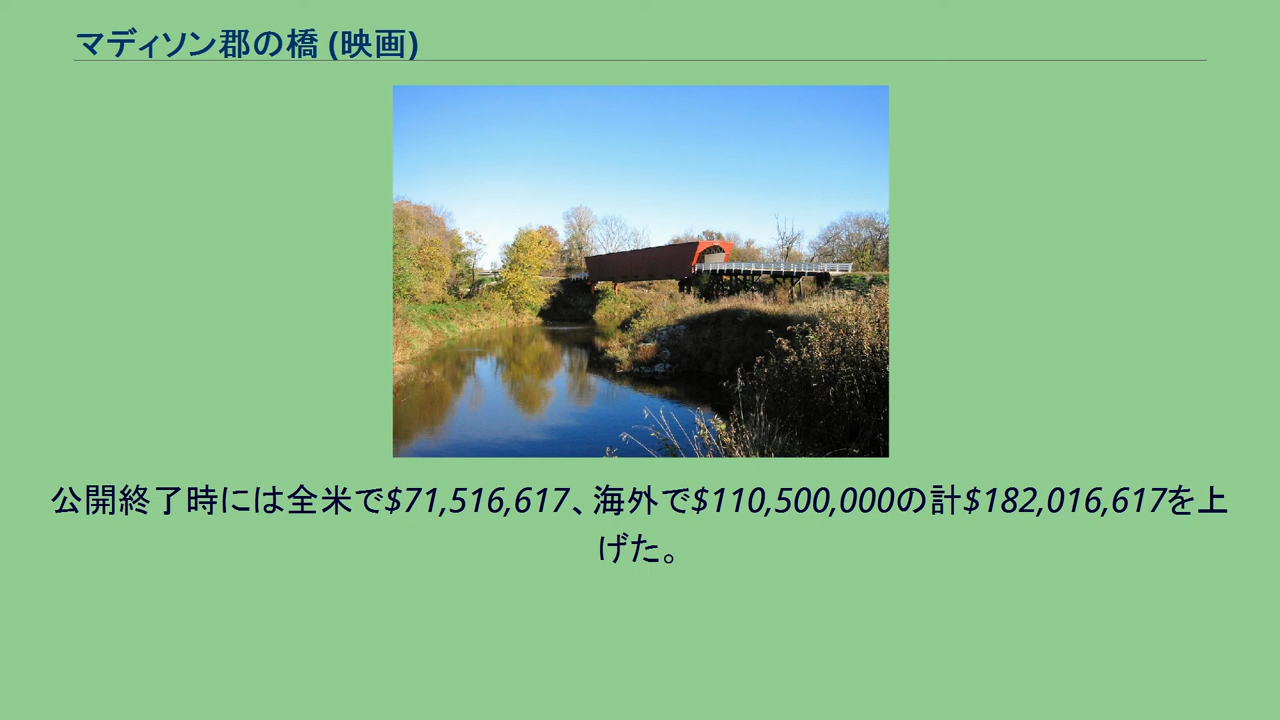 マディソン郡の橋 (映画)
公開終了時には全米で$71,516,617、海外で$110,500,000の計$182,016,617を上
げた。